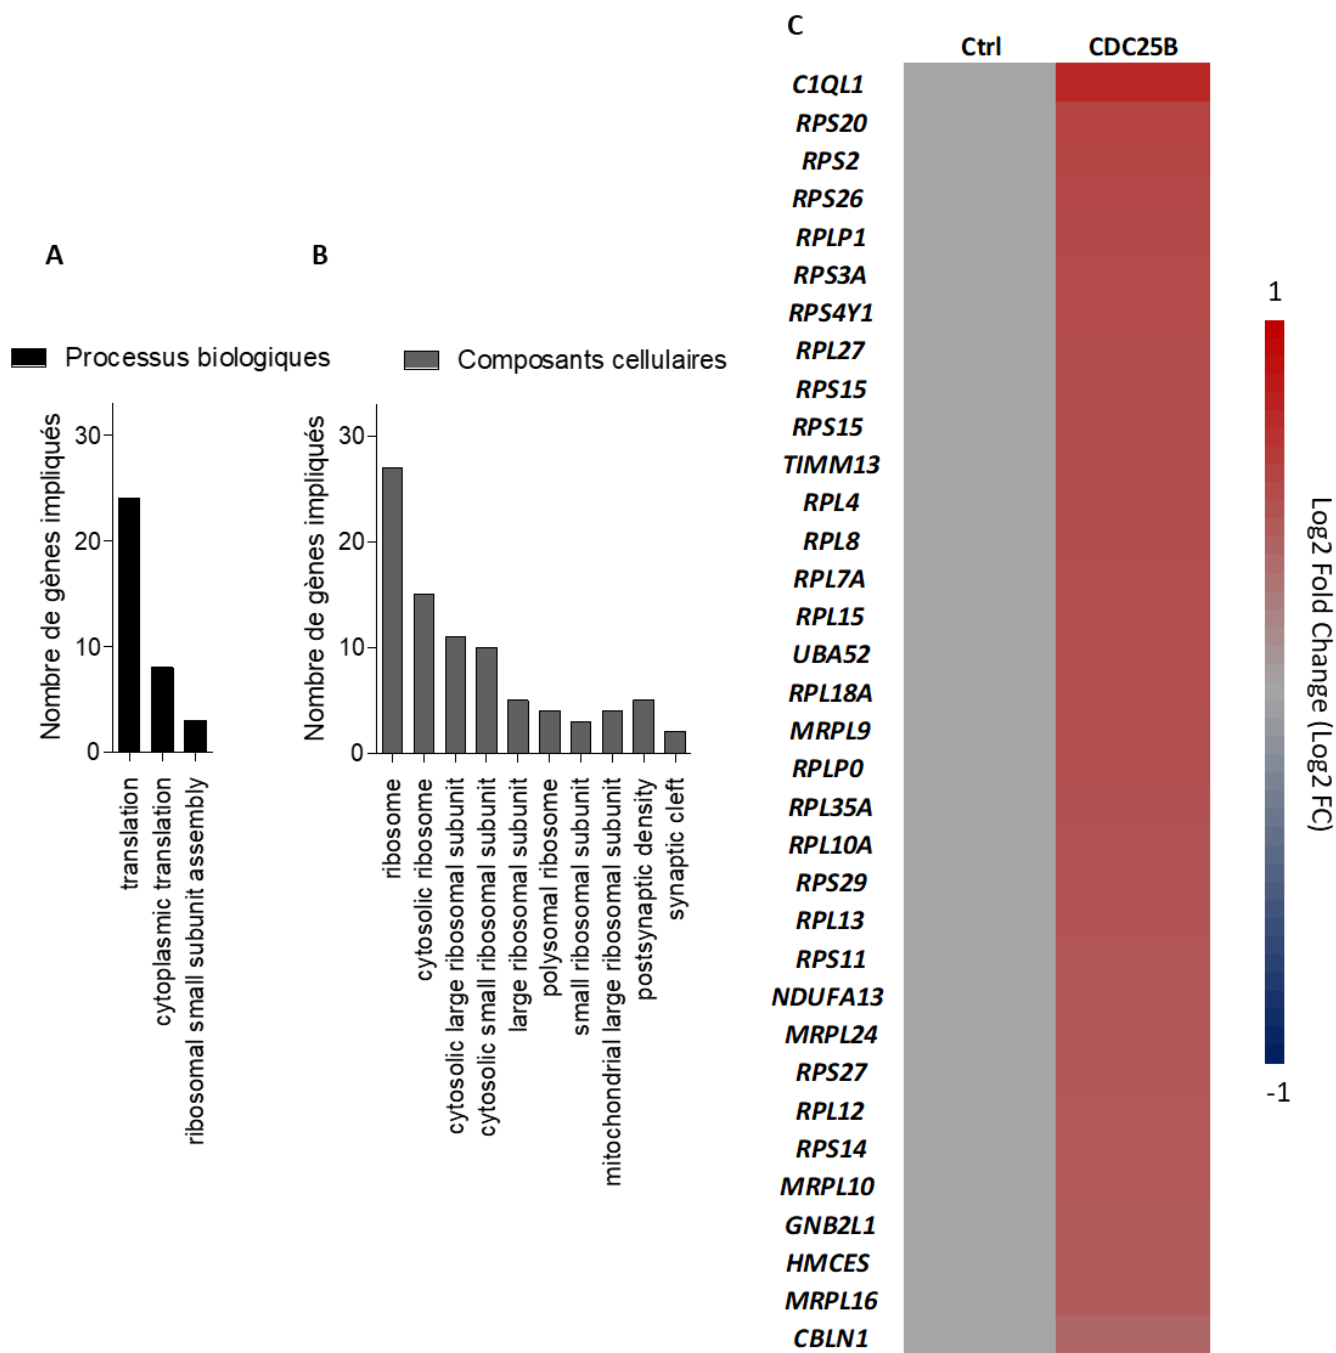 A
Processus biologiques
Nombre de gènes impliqués
30
20
10
0
translation
cytoplasmic translation
ribosomal small subunit assembly
B
Composants cellulaires
Nombre de gènes impliqués
30
20
10
0
ribosome
cytosolic ribosome
cytosolic large ribosomal subunit
cytosolic small ribosomal subunit
large ribosomal subunit
polysomal ribosome
small ribosomal subunit
mitochondrial large ribosomal subunit
postsynaptic density
synaptic cleft
C
Ctrl CDC25B
C1QL1
RPS20
RPS2
RPS26
RPLP1
RPS3A
RPS4Y1
RPL27
RPS15
RPS15
TIMM13
RPL4
RPL8
RPL7A
RPL15
UBA52
RPL18A
MRPL9
RPLP0
RPL35A
RPL10A
RPS29
RPL13
RPS11
NDUFA13
MRPL24
RPS27
RPL12
RPS14
MRPL10
GNB2L1
HMCES
MRPL16
CBLN1
1
Log2 Fold Change (Log2 FC)
-1